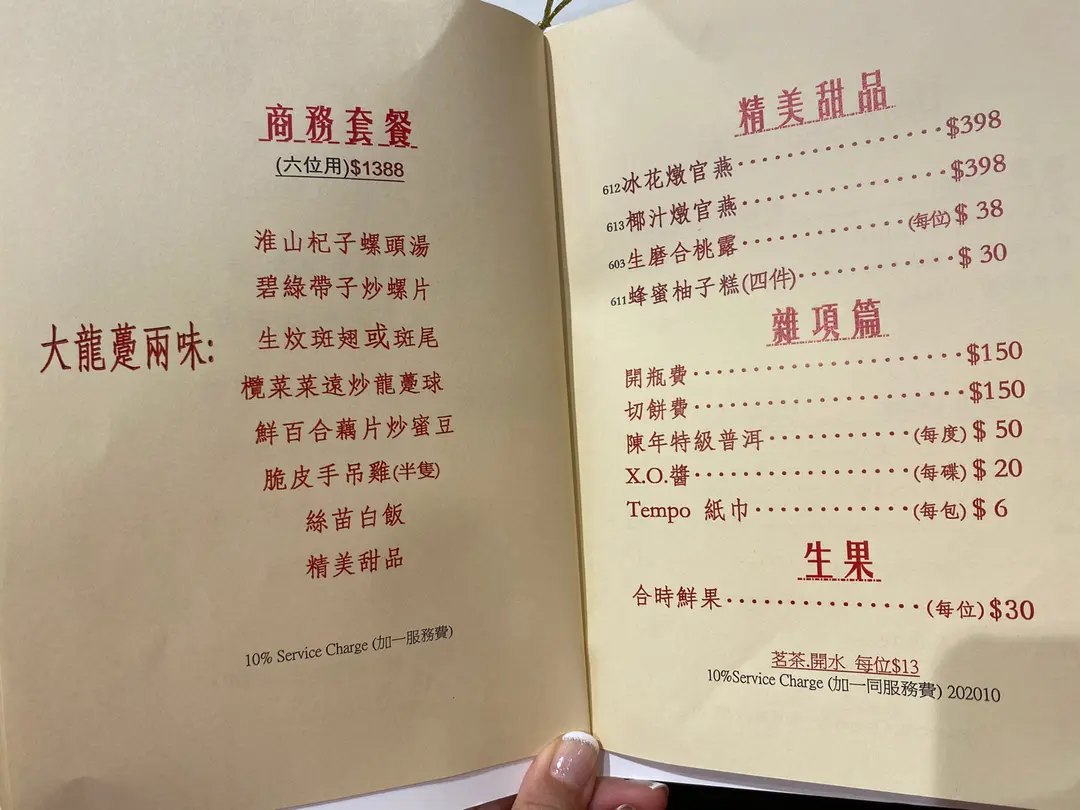 商務套餐
(六位用)$1388
淮山杞子螺頭湯
碧綠帶子炒螺片
大龍躉兩味:
生炆斑翅或斑尾
欖菜菜遠炒龍躉球
鮮百合藕片炒蜜豆
脆皮手吊雞(半隻)
絲苗白飯
精美甜品
10% Service Charge (加一服務費)
精美甜品
612冰花燉官燕 $398
613椰汁燉官燕 $398
603生磨合桃露 (每位) $ 38
611蜂蜜柚子糕(四件) $ 30
雜項篇
開瓶費 $150
切餅費 $150
陳年特級普洱 (每度) $ 50
X.O.醬 (每碟) $ 20
Tempo 紙巾 (每包) $ 6
生果
合時鮮果 (每位) $30
茗茶.開水 每位$13
10%Service Charge (加一同服務費) 202010